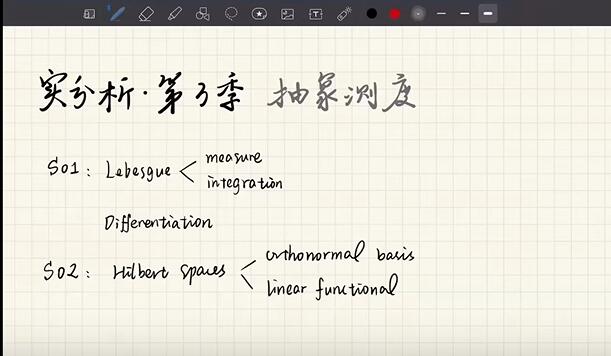 实分析·第3季 抽象测度
S01: Lebesgue < measure
integration
Differentiation
S02: Hilbert spaces < orthonormal basis
linear functional